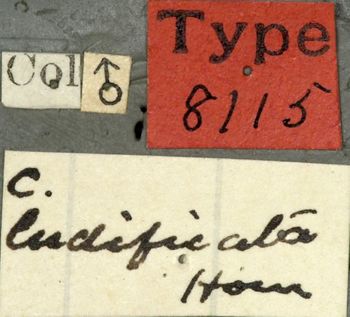 Type
Col ♂
8115
C.
ludificata
Horn